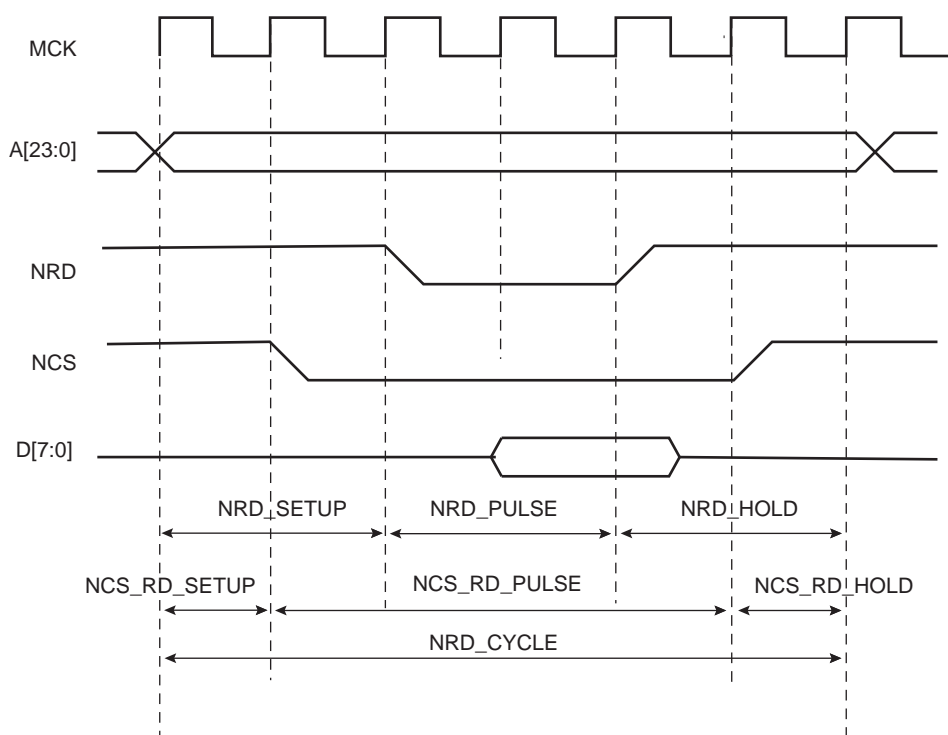 MCK
A[23:0]
NRD
NCS
D[7:0]
NRD_SETUP NRD_PULSE NRD_HOLD
NCS_RD_SETUP NCS_RD_PULSE NCS_RD_HOLD
NRD_CYCLE